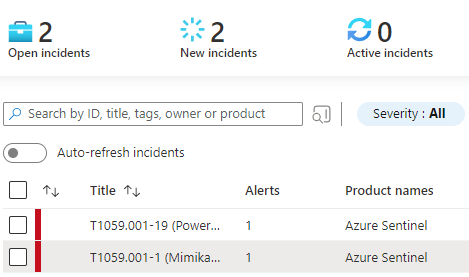 2
Open incidents
2
New incidents
0
Active incidents
Search by ID, title, tags, owner or product
Severity : All
Auto-refresh incidents
Title Alerts Product names
T1059.001-19 (Power... 1 Azure Sentinel
T1059.001-1 (Mimika... 1 Azure Sentinel